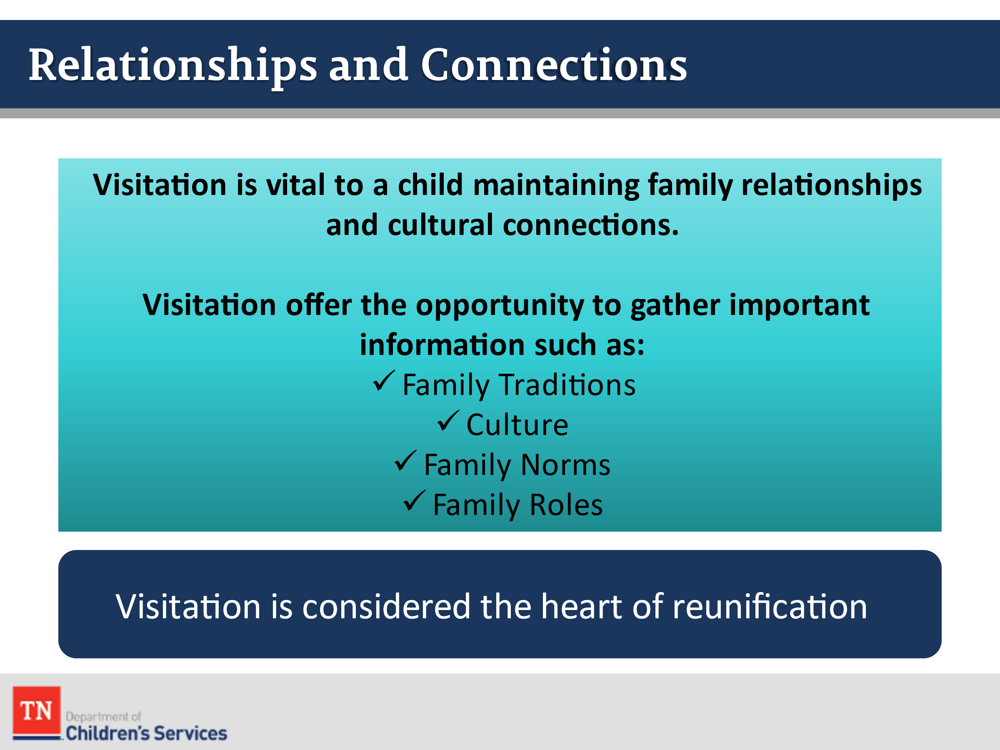 Relationships and Connections
Visitation is vital to a child maintaining family relationships
and cultural connections.
Visitation offer the opportunity to gather important
information such as:
✓ Family Traditions
✓ Culture
✓ Family Norms
✓ Family Roles
Visitation is considered the heart of reunification
TN
Department of
Children's Services